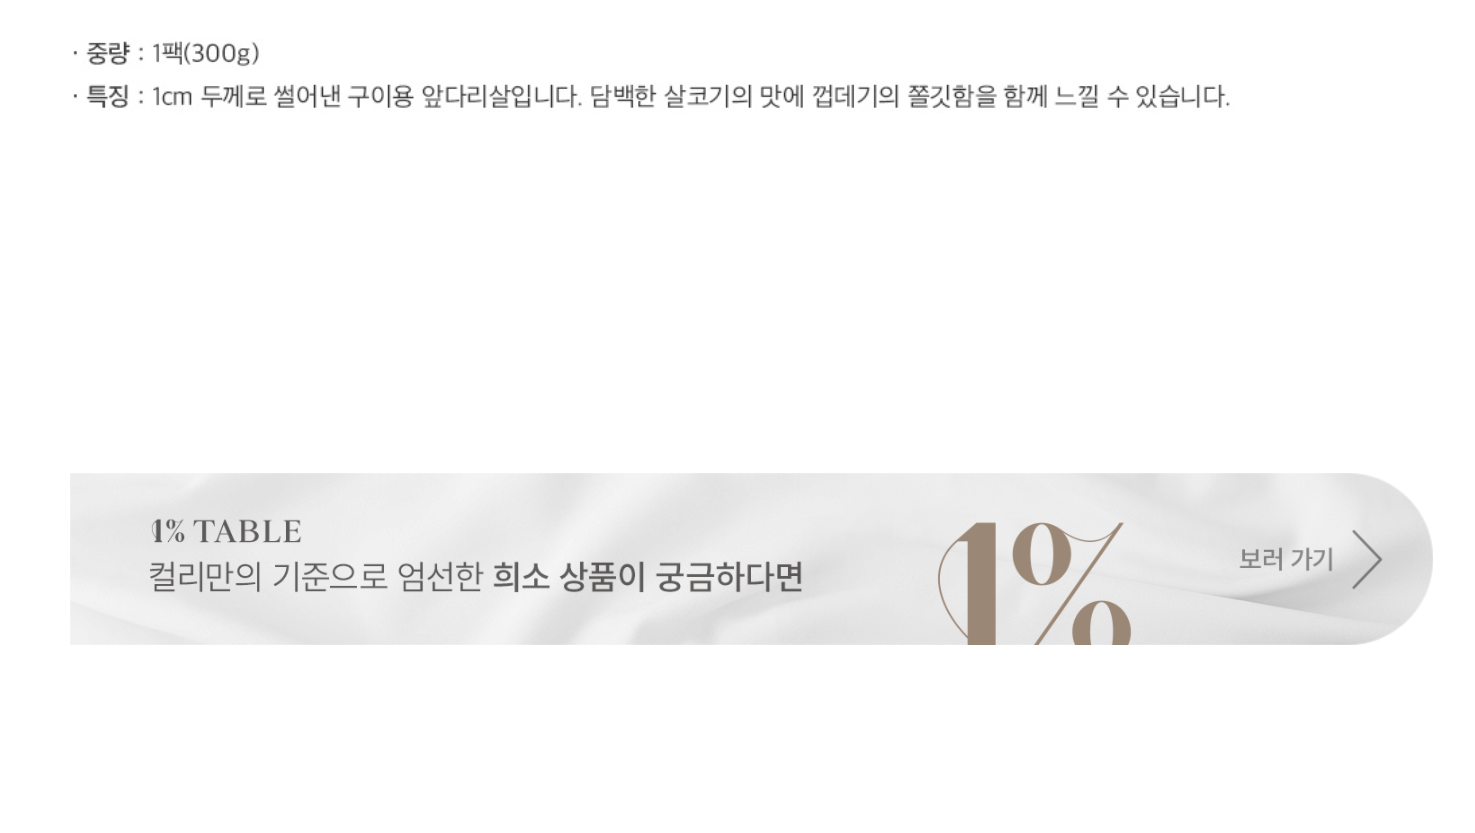 · 중량 : 1팩(300g)
· 특징 : 1cm 두께로 썰어낸 구이용 앞다리살입니다. 담백한 살코기의 맛에 껍데기의 쫄깃함을 함께 느낄 수 있습니다.
1% TABLE
컬리만의 기준으로 엄선한 희소 상품이 궁금하다면
1%
보러 가기